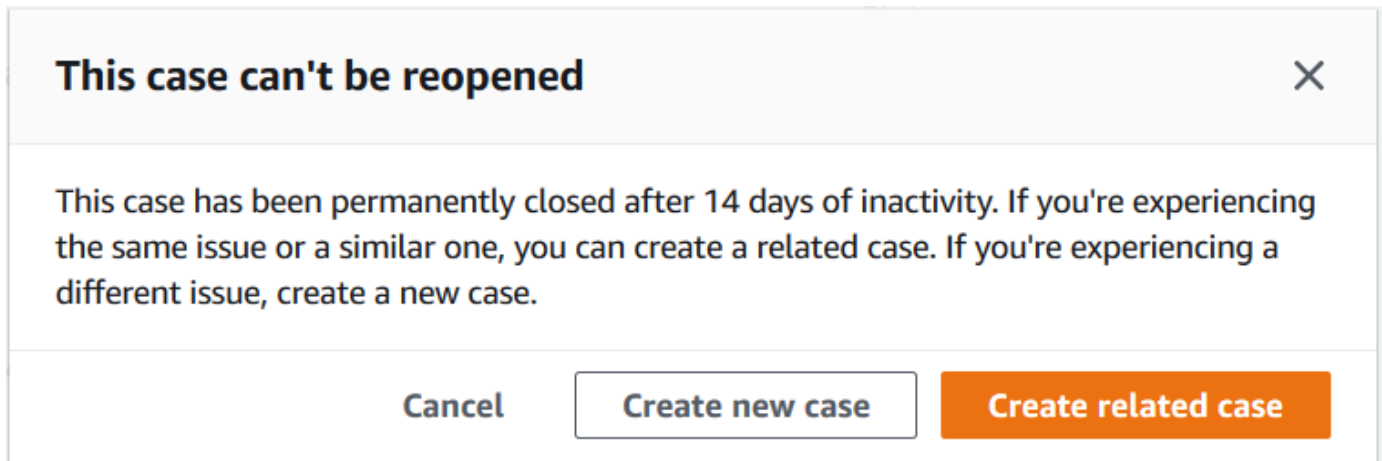 This case can't be reopened
This case has been permanently closed after 14 days of inactivity. If you're experiencing
the same issue or a similar one, you can create a related case. If you're experiencing a
different issue, create a new case.
Cancel
Create new case
Create related case